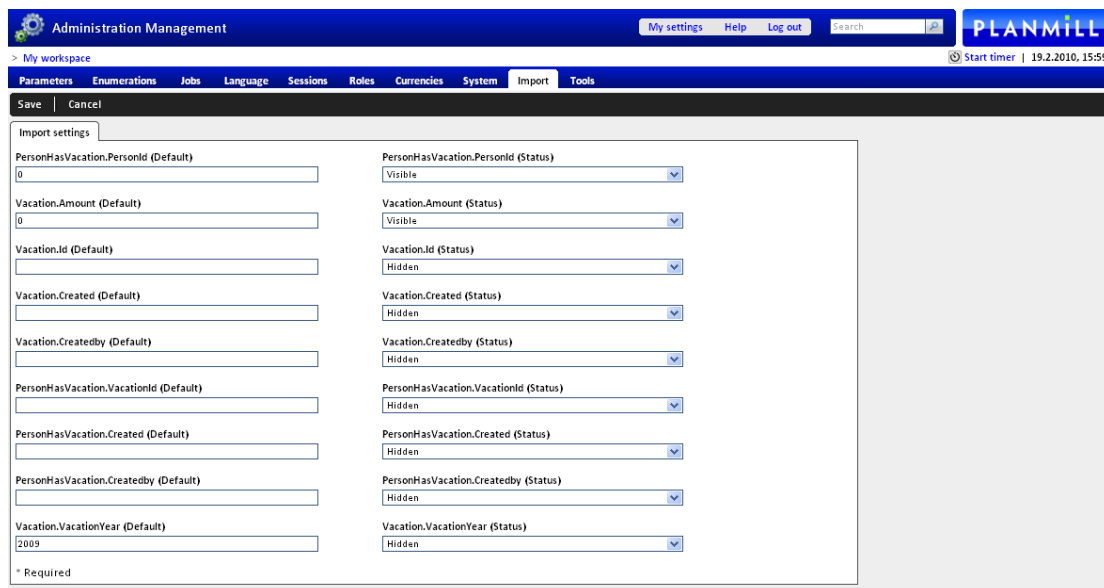 Administration Management My settings Help Log out Search PLANMILL
> My workspace Start timer | 19.2.2010, 15:59
Parameters Enumerations Jobs Language Sessions Roles Currencies System Import Tools
Save | Cancel
Import settings
PersonHasVacation.PersonId (Default) PersonHasVacation.PersonId (Status)
0 Visible
Vacation.Amount (Default) Vacation.Amount (Status)
0 Visible
Vacation.Id (Default) Vacation.Id (Status)
Hidden
Vacation.Created (Default) Vacation.Created (Status)
Hidden
Vacation.Createdby (Default) Vacation.Createdby (Status)
Hidden
PersonHasVacation.VacationId (Default) PersonHasVacation.VacationId (Status)
Hidden
PersonHasVacation.Created (Default) PersonHasVacation.Created (Status)
Hidden
PersonHasVacation.Createdby (Default) PersonHasVacation.Createdby (Status)
Hidden
Vacation.VacationYear (Default) Vacation.VacationYear (Status)
2009 Hidden
* Required